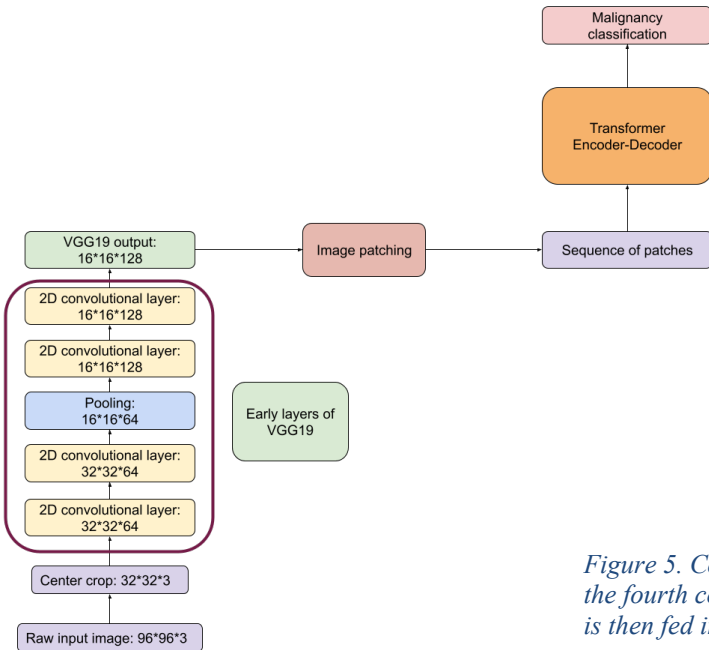 Malignancy
classification
Transformer
Encoder-Decoder
VGG19 output:
16*16*128
Image patching
Sequence of patches
2D convolutional layer:
16*16*128
2D convolutional layer:
16*16*128
Pooling:
16*16*64
Early layers of
VGG19
2D convolutional layer:
32*32*64
2D convolutional layer:
32*32*64
Center crop: 32*32*3
Raw input image: 96*96*3
Figure 5. C
the fourth c
is then fed i